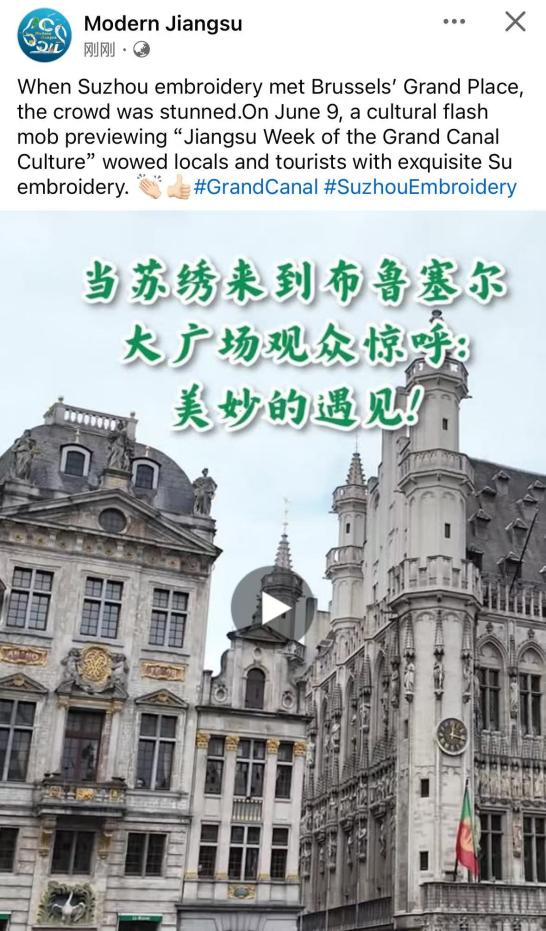 Modern Jiangsu
刚刚
When Suzhou embroidery met Brussels’ Grand Place,
the crowd was stunned.On June 9, a cultural flash
mob previewing “Jiangsu Week of the Grand Canal
Culture” wowed locals and tourists with exquisite Su
embroidery. 👏🏻👍🏻#GrandCanal #SuzhouEmbroidery
当苏绣来到布鲁塞尔
大广场观众惊呼:
美妙的遇见!